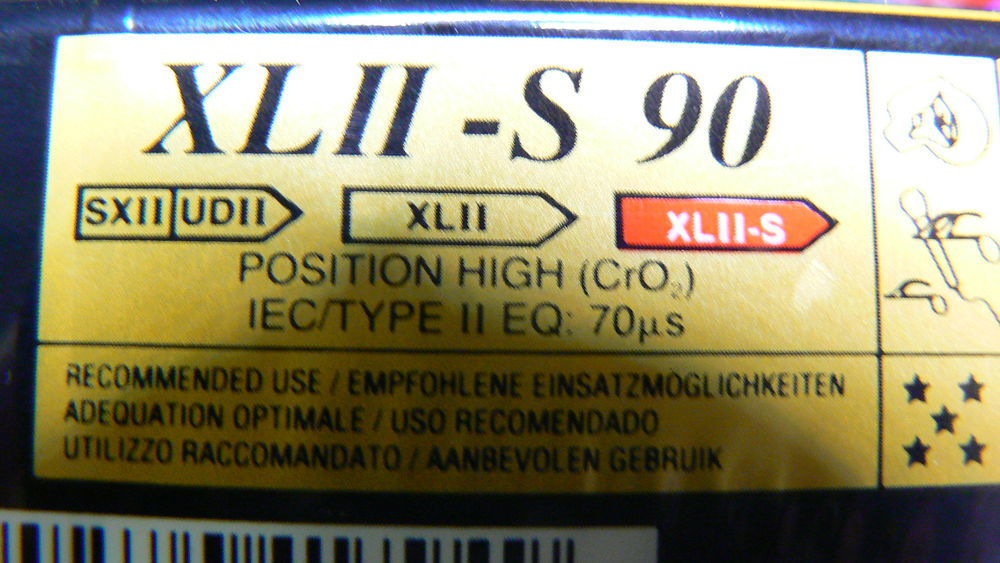 XLII-S 90
SXII UDII XLII XLII-S
POSITION HIGH (CrO₂)
IEC/TYPE II EQ: 70µs
RECOMMENDED USE / EMPFOHLENE EINSATZMÖGLICHKEITEN
ADEQUATION OPTIMALE / USO RECOMENDADO
UTILIZZO RACCOMANDATO / AANBEVOLEN GEBRUIK